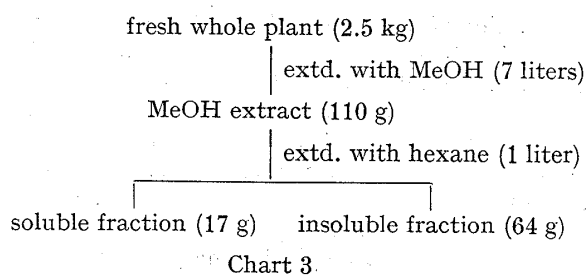 fresh whole plant (2.5 kg)
extd. with MeOH (7 liters)
MeOH extract (110 g)
extd. with hexane (1 liter)
soluble fraction (17 g) insoluble fraction (64 g)
Chart 3.